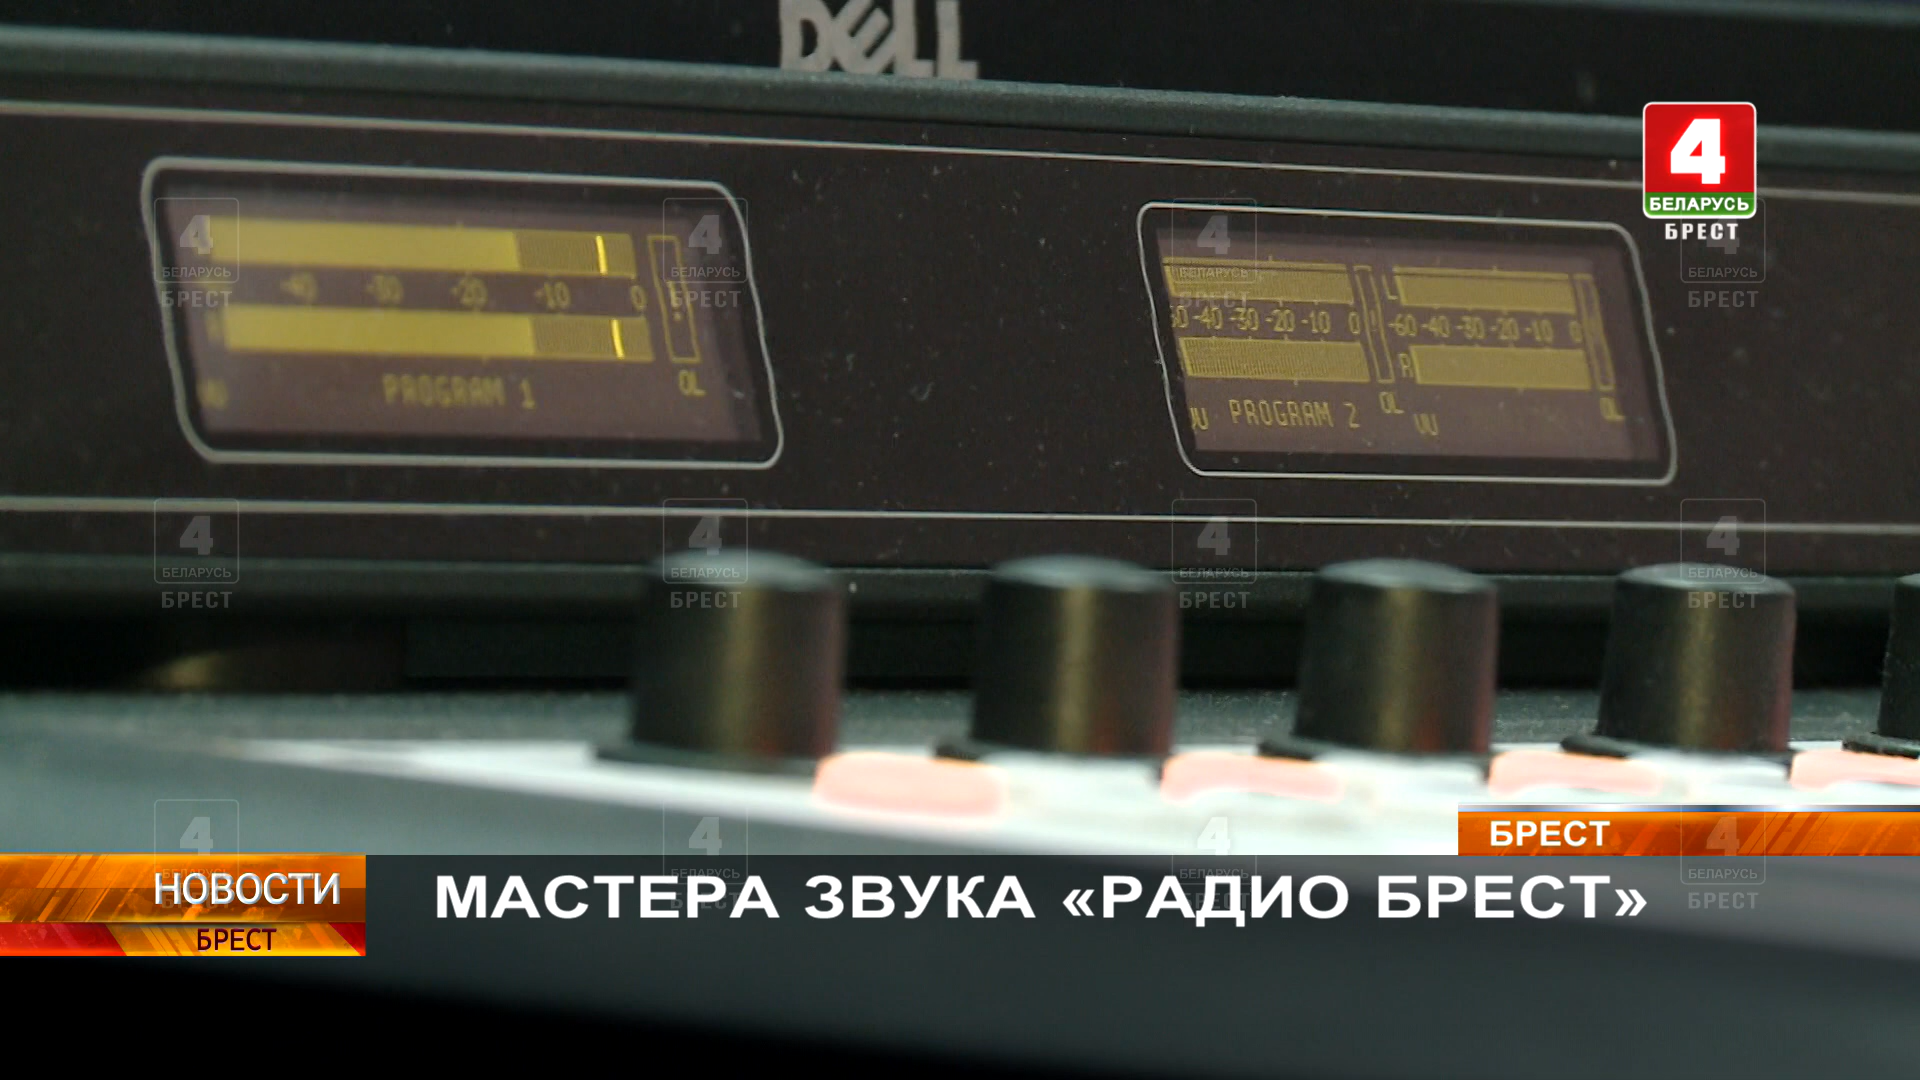 DELL
4
БЕЛАРУСЬ
БРЕСТ
-40 -30 -20 -10 0
OL
PROGRAM 1
L
-40 -30 -20 -10 0 -60 -40 -30 -20 -10 0
R
OL
OL
VU PROGRAM 2
VU
БРЕСТ
НОВОСТИ
БРЕСТ
МАСТЕРА ЗВУКА «РАДИО БРЕСТ»